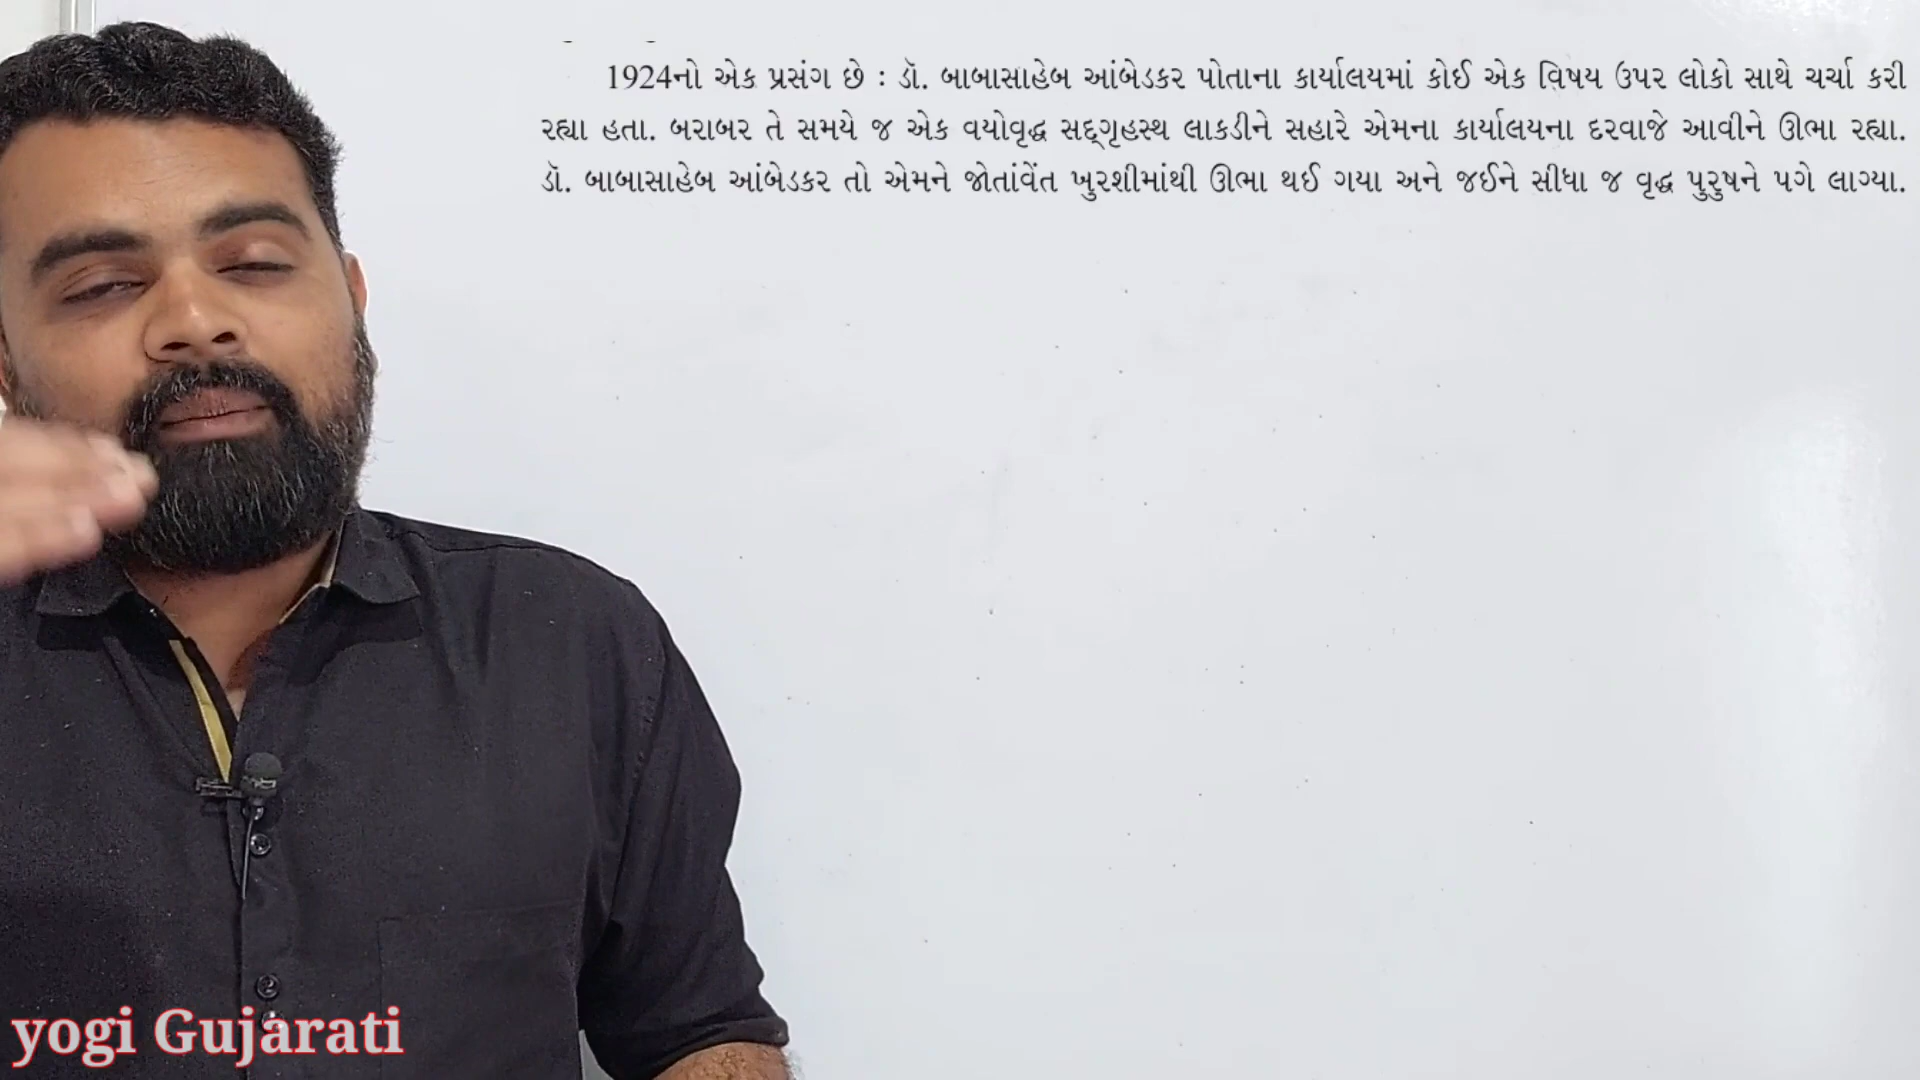 1924નો એક પ્રસંગ છે : ડૉ. બાબાસાહેબ આંબેડકર પોતાના કાર્યાલયમાં કોઈ એક વિષય ઉપર લોકો સાથે ચર્ચા કરી
રહ્યા હતા. બરાબર તે સમયે જ એક વયોવૃદ્ધ સદ્‌ગૃહસ્થ લાકડીને સહારે એમના કાર્યાલયના દરવાજે આવીને ઊભા રહ્યા.
ડૉ. બાબાસાહેબ આંબેડકર તો એમને જોતાંવેંત ખુરશીમાંથી ઊભા થઈ ગયા અને જઈને સીધા જ વૃદ્ધ પુરુષને પગે લાગ્યા.
yogi Gujarati